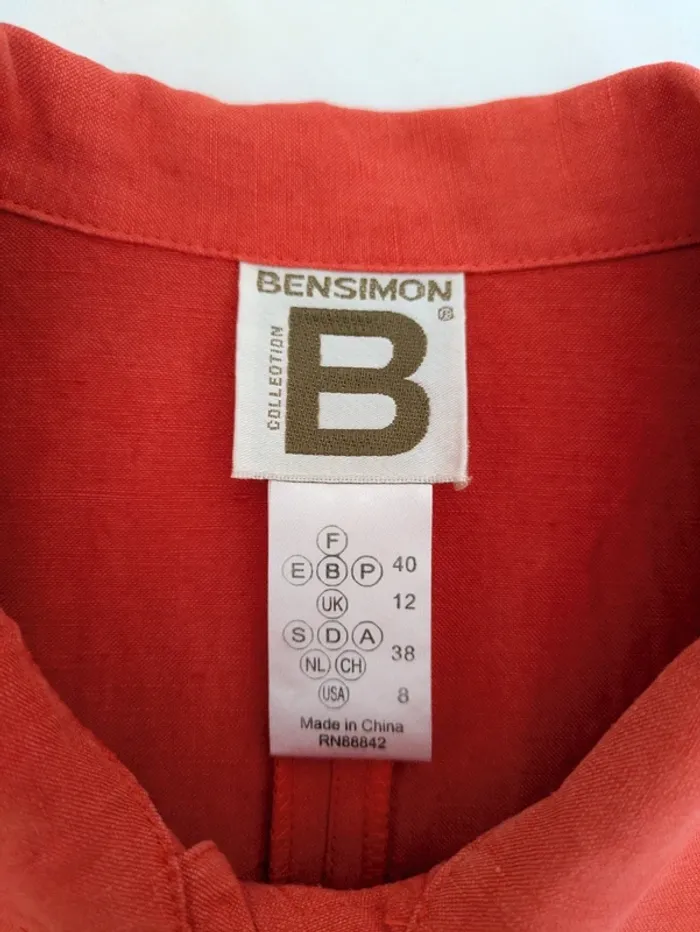 BENSIMON
®
COLLECTION
B
F
E B P 40
UK 12
S D A
38
NL CH
USA 8
Made in China
RN88842